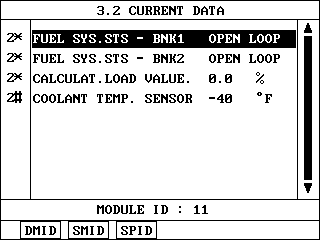 3.2 CURRENT DATA
2* FUEL SYS.STS - BNK1 OPEN LOOP
2* FUEL SYS.STS - BNK2 OPEN LOOP
2* CALCULAT.LOAD VALUE. 0.0 %
2# COOLANT TEMP. SENSOR -40 °F
MODULE ID : 11
DMID SMID SPID